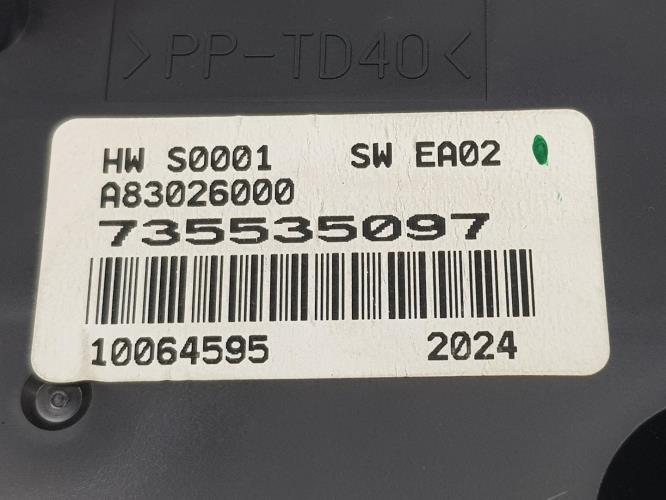 >PP-TD40<
HW S0001 SW EA02
A83026000
735535097
10064595 2024